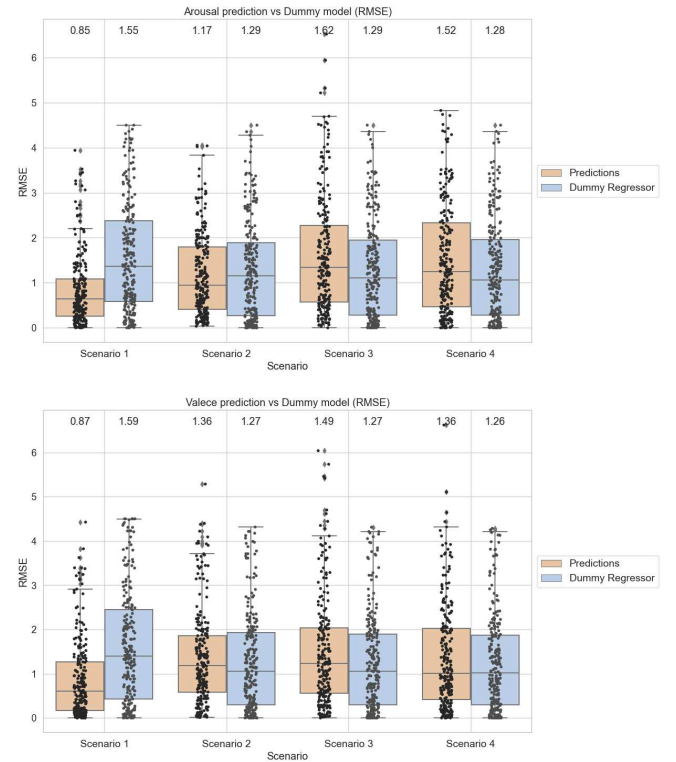 Arousal prediction vs Dummy model (RMSE)
0.85 1.55 1.17 1.29 1.62 1.29 1.52 1.28
6
5
4
3
2
1
0
RMSE
Scenario 1 Scenario 2 Scenario 3 Scenario 4
Scenario
Predictions
Dummy Regressor
Valece prediction vs Dummy model (RMSE)
0.87 1.59 1.36 1.27 1.49 1.27 1.36 1.26
6
5
4
3
2
1
0
RMSE
Scenario 1 Scenario 2 Scenario 3 Scenario 4
Scenario
Predictions
Dummy Regressor